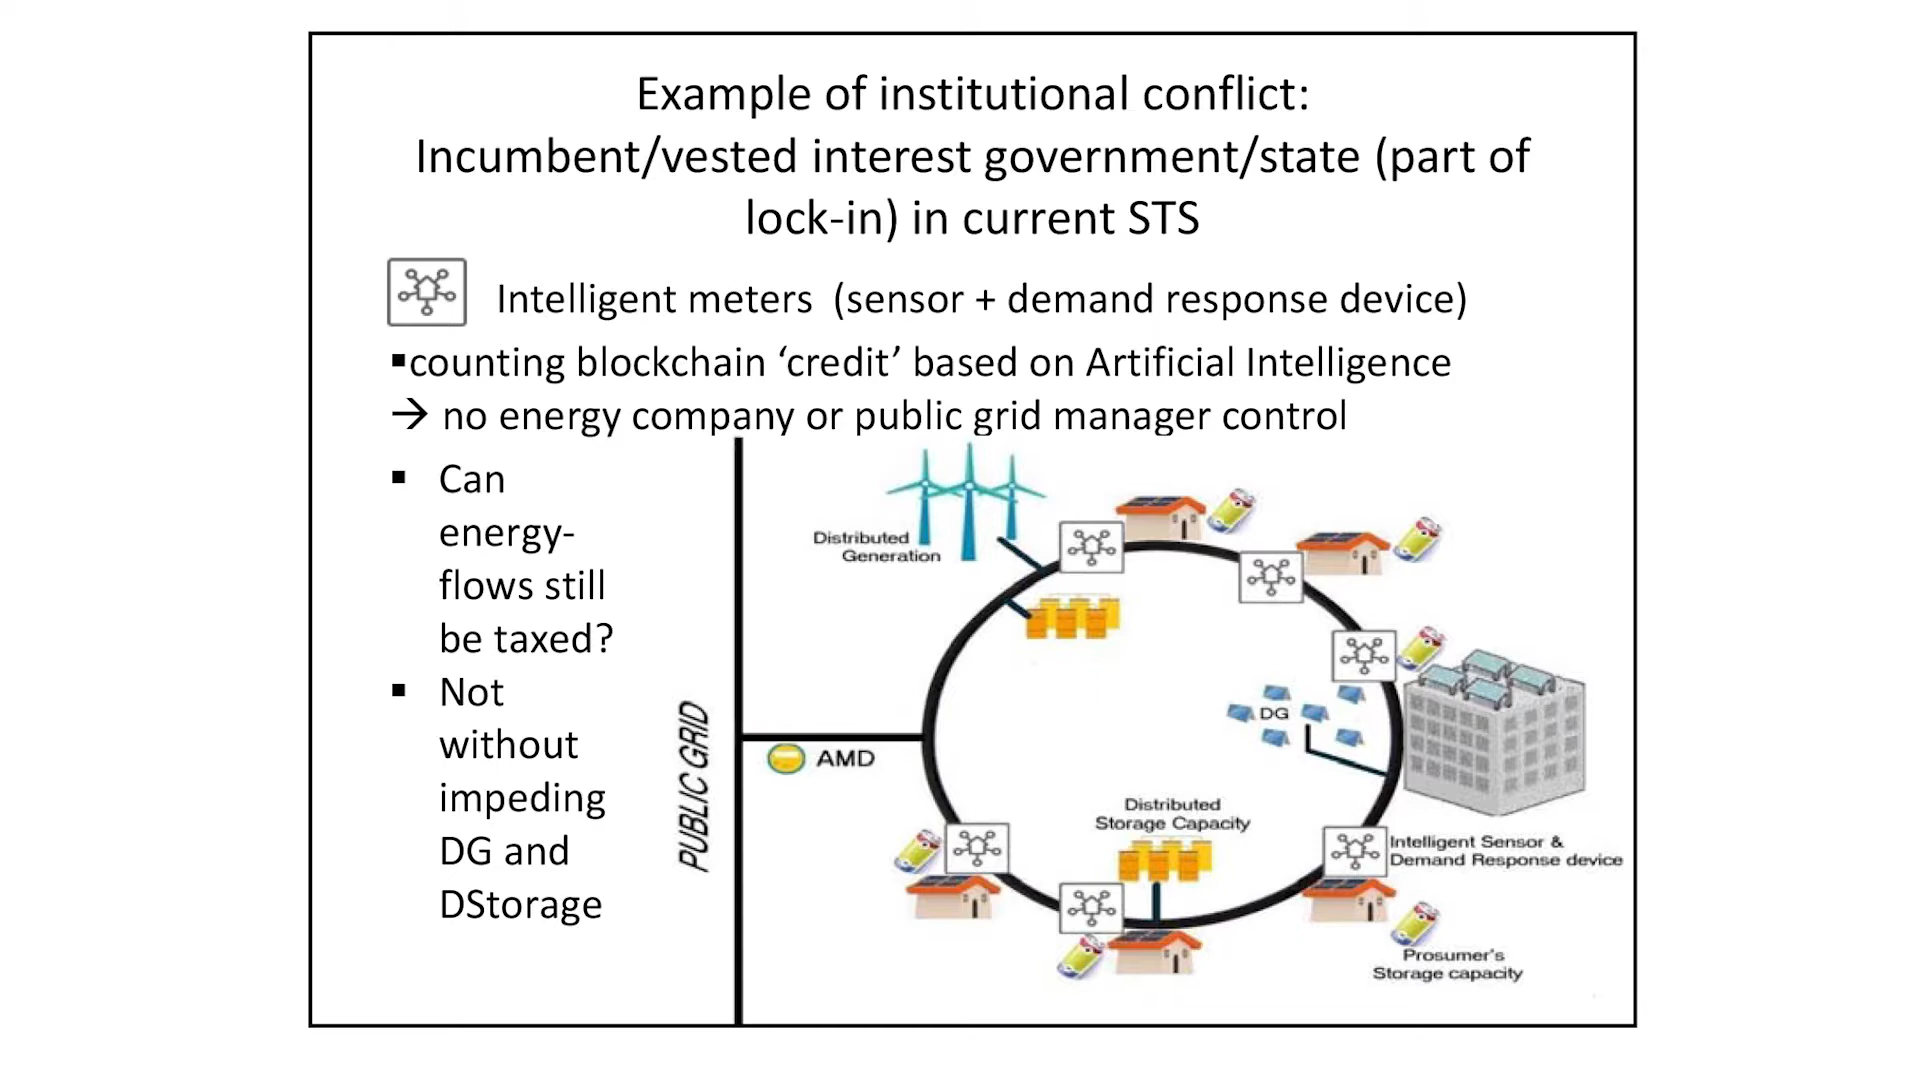 Example of institutional conflict:
Incumbent/vested interest government/state (part of
lock-in) in current STS
Intelligent meters (sensor + demand response device)
▪counting blockchain ‘credit’ based on Artificial Intelligence
→ no energy company or public grid manager control
▪ Can
energy-
flows still
be taxed?
▪ Not
without
impeding
DG and
DStorage
PUBLIC GRID
AMD
Distributed
Generation
DG
Distributed
Storage Capacity
Intelligent Sensor &
Demand Response device
Prosumer's
Storage capacity